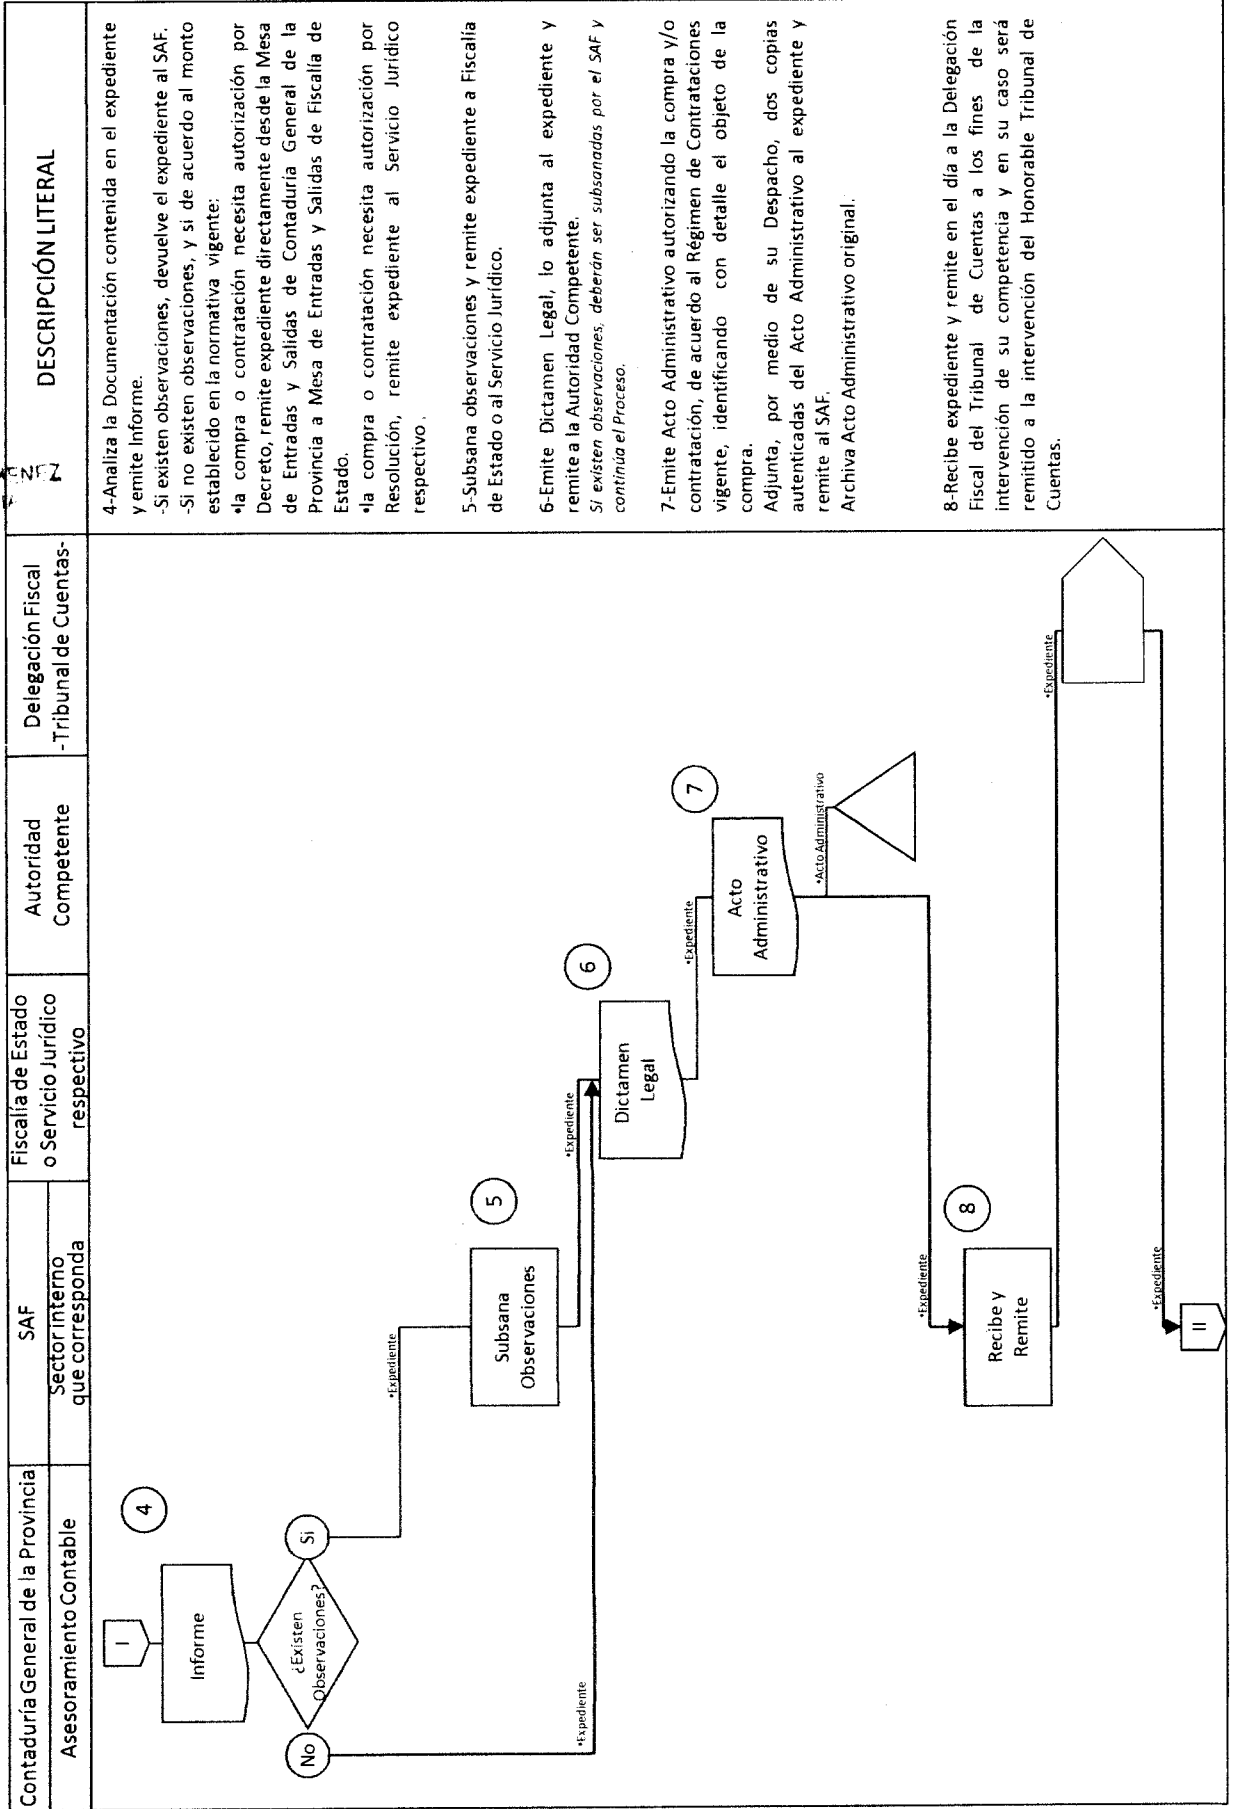 Contaduría General de la Provincia
Asesoramiento Contable
SAF
Sector interno
que corresponda
Fiscalía de Estado
o Servicio Jurídico
respectivo
Autoridad
Competente
Delegación Fiscal
-Tribunal de Cuentas-
DESCRIPCIÓN LITERAL
I
4
Informe
¿Existen
Observaciones?
Si
No
•Expediente
•Expediente
5
Subsana
Observaciones
•Expediente
6
Dictamen
Legal
•Expediente
7
Acto
Administrativo
•Acto Administrativo
•Expediente
8
Recibe y
Remite
•Expediente
•Expediente
II
4-Analiza la Documentación contenida en el expediente
y emite Informe.
-Si existen observaciones, devuelve el expediente al SAF.
-Si no existen observaciones, y si de acuerdo al monto
establecido en la normativa vigente:
•la compra o contratación necesita autorización por
Decreto, remite expediente directamente desde la Mesa
de Entradas y Salidas de Contaduría General de la
Provincia a Mesa de Entradas y Salidas de Fiscalía de
Estado.
•la compra o contratación necesita autorización por
Resolución, remite expediente al Servicio Jurídico
respectivo.
5-Subsana observaciones y remite expediente a Fiscalía
de Estado o al Servicio Jurídico.
6-Emite Dictamen Legal, lo adjunta al expediente y
remite a la Autoridad Competente.
Si existen observaciones, deberán ser subsanadas por el SAF y
continúa el Proceso.
7-Emite Acto Administrativo autorizando la compra y/o
contratación, de acuerdo al Régimen de Contrataciones
vigente, identificando con detalle el objeto de la
compra.
Adjunta, por medio de su Despacho, dos copias
autenticadas del Acto Administrativo al expediente y
remite al SAF.
Archiva Acto Administrativo original.
8-Recibe expediente y remite en el día a la Delegación
Fiscal del Tribunal de Cuentas a los fines de la
intervención de su competencia y en su caso será
remitido a la intervención del Honorable Tribunal de
Cuentas.